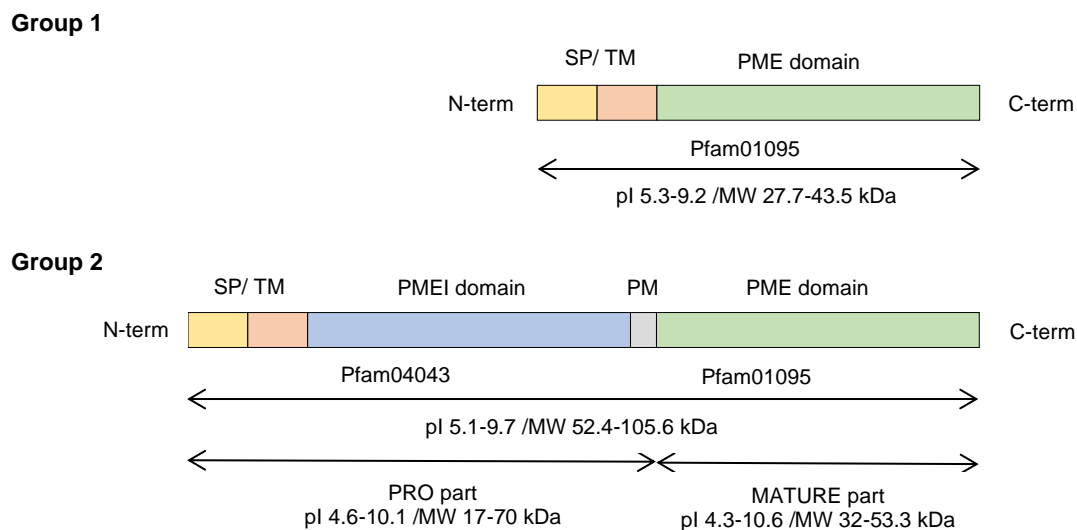 Group 1
SP/ TM PME domain
N-term C-term
Pfam01095
pI 5.3-9.2 /MW 27.7-43.5 kDa
Group 2
SP/ TM PMEI domain PM PME domain
N-term C-term
Pfam04043 Pfam01095
pI 5.1-9.7 /MW 52.4-105.6 kDa
PRO part MATURE part
pI 4.6-10.1 /MW 17-70 kDa pI 4.3-10.6 /MW 32-53.3 kDa